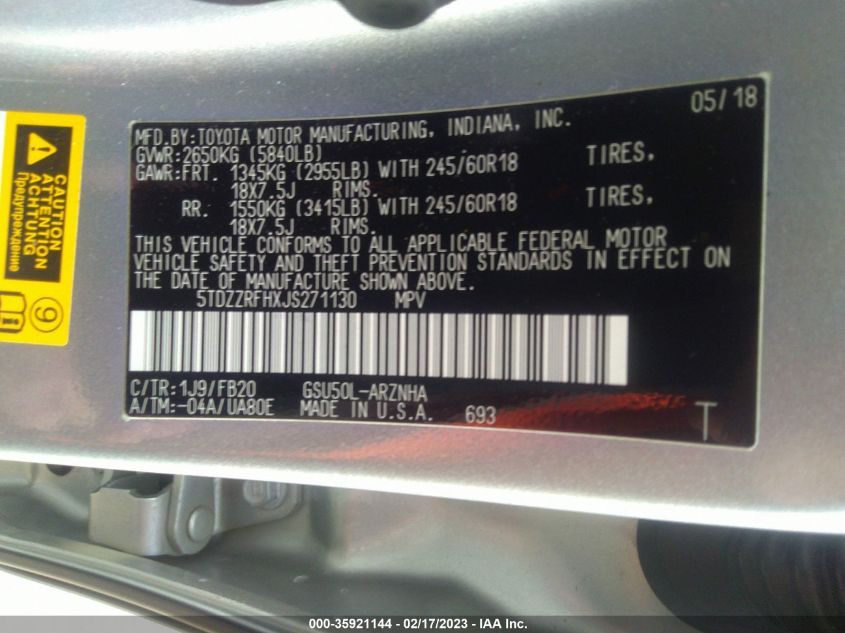 05/18
MFD.BY:TOYOTA MOTOR MANUFACTURING, INDIANA, INC.
GVWR:2650KG (5840LB)
GAWR:FRT. 1345KG (2955LB) WITH 245/60R18 TIRES,
18X7.5J RIMS.
RR. 1550KG (3415LB) WITH 245/60R18 TIRES,
18X7.5J RIMS.
THIS VEHICLE CONFORMS TO ALL APPLICABLE FEDERAL MOTOR
VEHICLE SAFETY AND THEFT PREVENTION STANDARDS IN EFFECT ON
THE DATE OF MANUFACTURE SHOWN ABOVE.
5TDZZRFHXJS271130 MPV
C/TR:1J9/FB20 GSU50L-ARZNHA
A/TM:-04A/UA80E MADE IN U.S.A. 693
T
CAUTION
ATTENTION
Предупреждение
9
000-35921144 — 02/17/2023 — IAA Inc.